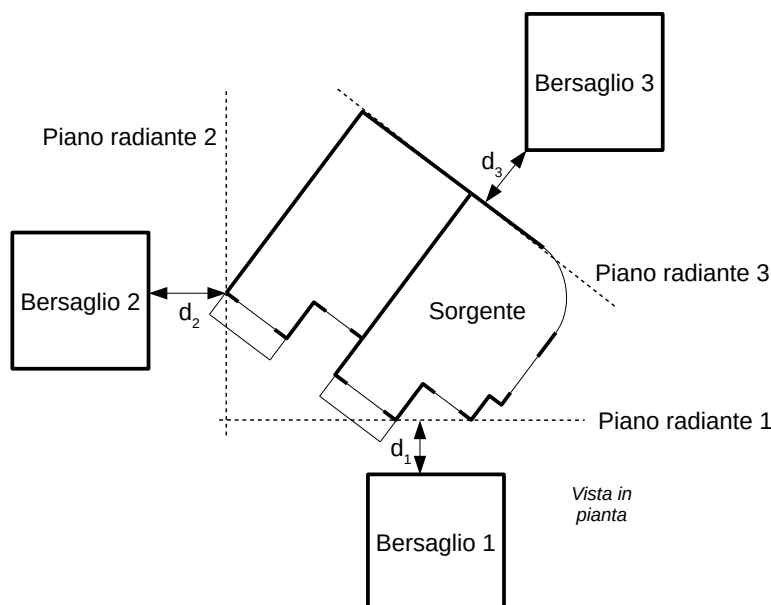 Bersaglio 3
Piano radiante 2
d3
Bersaglio 2
d2
Piano radiante 3
Sorgente
Piano radiante 1
d1
Vista in
pianta
Bersaglio 1